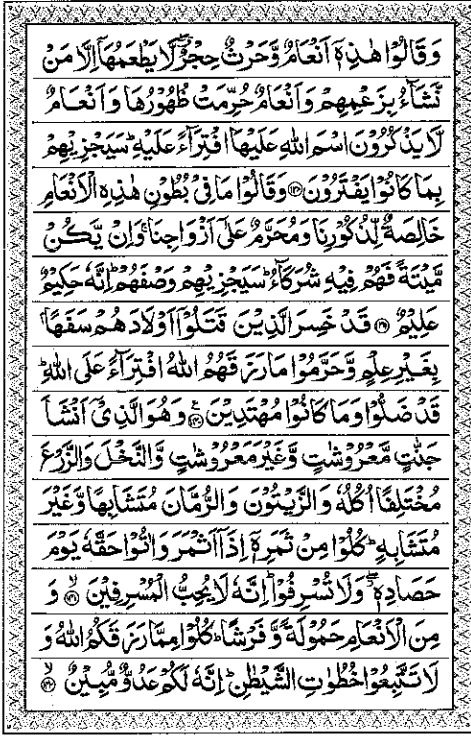 وَقَالُوۡا هٰذِهٖۤ اَنۡعَامٌ وَّحَرۡثٌ حِجۡرٌ ۖ لَّا يَطۡعَمُهَاۤ اِلَّا مَنۡ
نَّشَآءُ بِزَعۡمِهِمۡ وَاَنۡعَامٌ حُرِّمَتۡ ظُهُوۡرُهَا وَاَنۡعَامٌ
لَّا يَذۡكُرُوۡنَ اسۡمَ اللّٰهِ عَلَيۡهَا افۡتِرَآءً عَلَيۡهِ ؕ سَيَجۡزِيۡهِمۡ
بِمَا كَانُوۡا يَفۡتَرُوۡنَ ﴿۱۳۸﴾ وَقَالُوۡا مَا فِىۡ بُطُوۡنِ هٰذِهِ الۡاَنۡعَامِ
خَالِصَةٌ لِّذُكُوۡرِنَا وَمُحَرَّمٌ عَلٰٓى اَزۡوَاجِنَا ۚ وَاِنۡ يَّكُنۡ
مَّيۡتَةً فَهُمۡ فِيۡهِ شُرَكَآءُ ؕ سَيَجۡزِيۡهِمۡ وَصۡفَهُمۡ ؕ اِنَّهٗ حَكِيۡمٌ
عَلِيۡمٌ ﴿۱۳۹﴾ قَدۡ خَسِرَ الَّذِيۡنَ قَتَلُوۡۤا اَوۡلَادَهُمۡ سَفَهًۢا
بِغَيۡرِ عِلۡمٍ وَّحَرَّمُوۡا مَا رَزَقَهُمُ اللّٰهُ افۡتِرَآءً عَلَى اللّٰهِ ؕ
قَدۡ ضَلُّوۡا وَمَا كَانُوۡا مُهۡتَدِيۡنَ ﴿۱۴۰﴾ وَهُوَ الَّذِىۡۤ اَنۡشَاَ
جَنّٰتٍ مَّعۡرُوۡشٰتٍ وَّغَيۡرَ مَعۡرُوۡشٰتٍ وَّالنَّخۡلَ وَالزَّرۡعَ
مُخۡتَلِفًا اُكُلُهٗ وَالزَّيۡتُوۡنَ وَالرُّمَّانَ مُتَشَابِهًا وَّغَيۡرَ
مُتَشَابِهٍ ؕ كُلُوۡا مِنۡ ثَمَرِهٖۤ اِذَاۤ اَثۡمَرَ وَاٰتُوۡا حَقَّهٗ يَوۡمَ
حَصَادِهٖ ۖ وَلَا تُسۡرِفُوۡا ؕ اِنَّهٗ لَا يُحِبُّ الۡمُسۡرِفِيۡنَ ﴿۱۴۱﴾ وَ
مِنَ الۡاَنۡعَامِ حَمُوۡلَةً وَّفَرۡشًا ؕ كُلُوۡا مِمَّا رَزَقَكُمُ اللّٰهُ وَ
لَا تَتَّبِعُوۡا خُطُوٰتِ الشَّيۡطٰنِ ؕ اِنَّهٗ لَكُمۡ عَدُوٌّ مُّبِيۡنٌ ﴿۱۴۲﴾